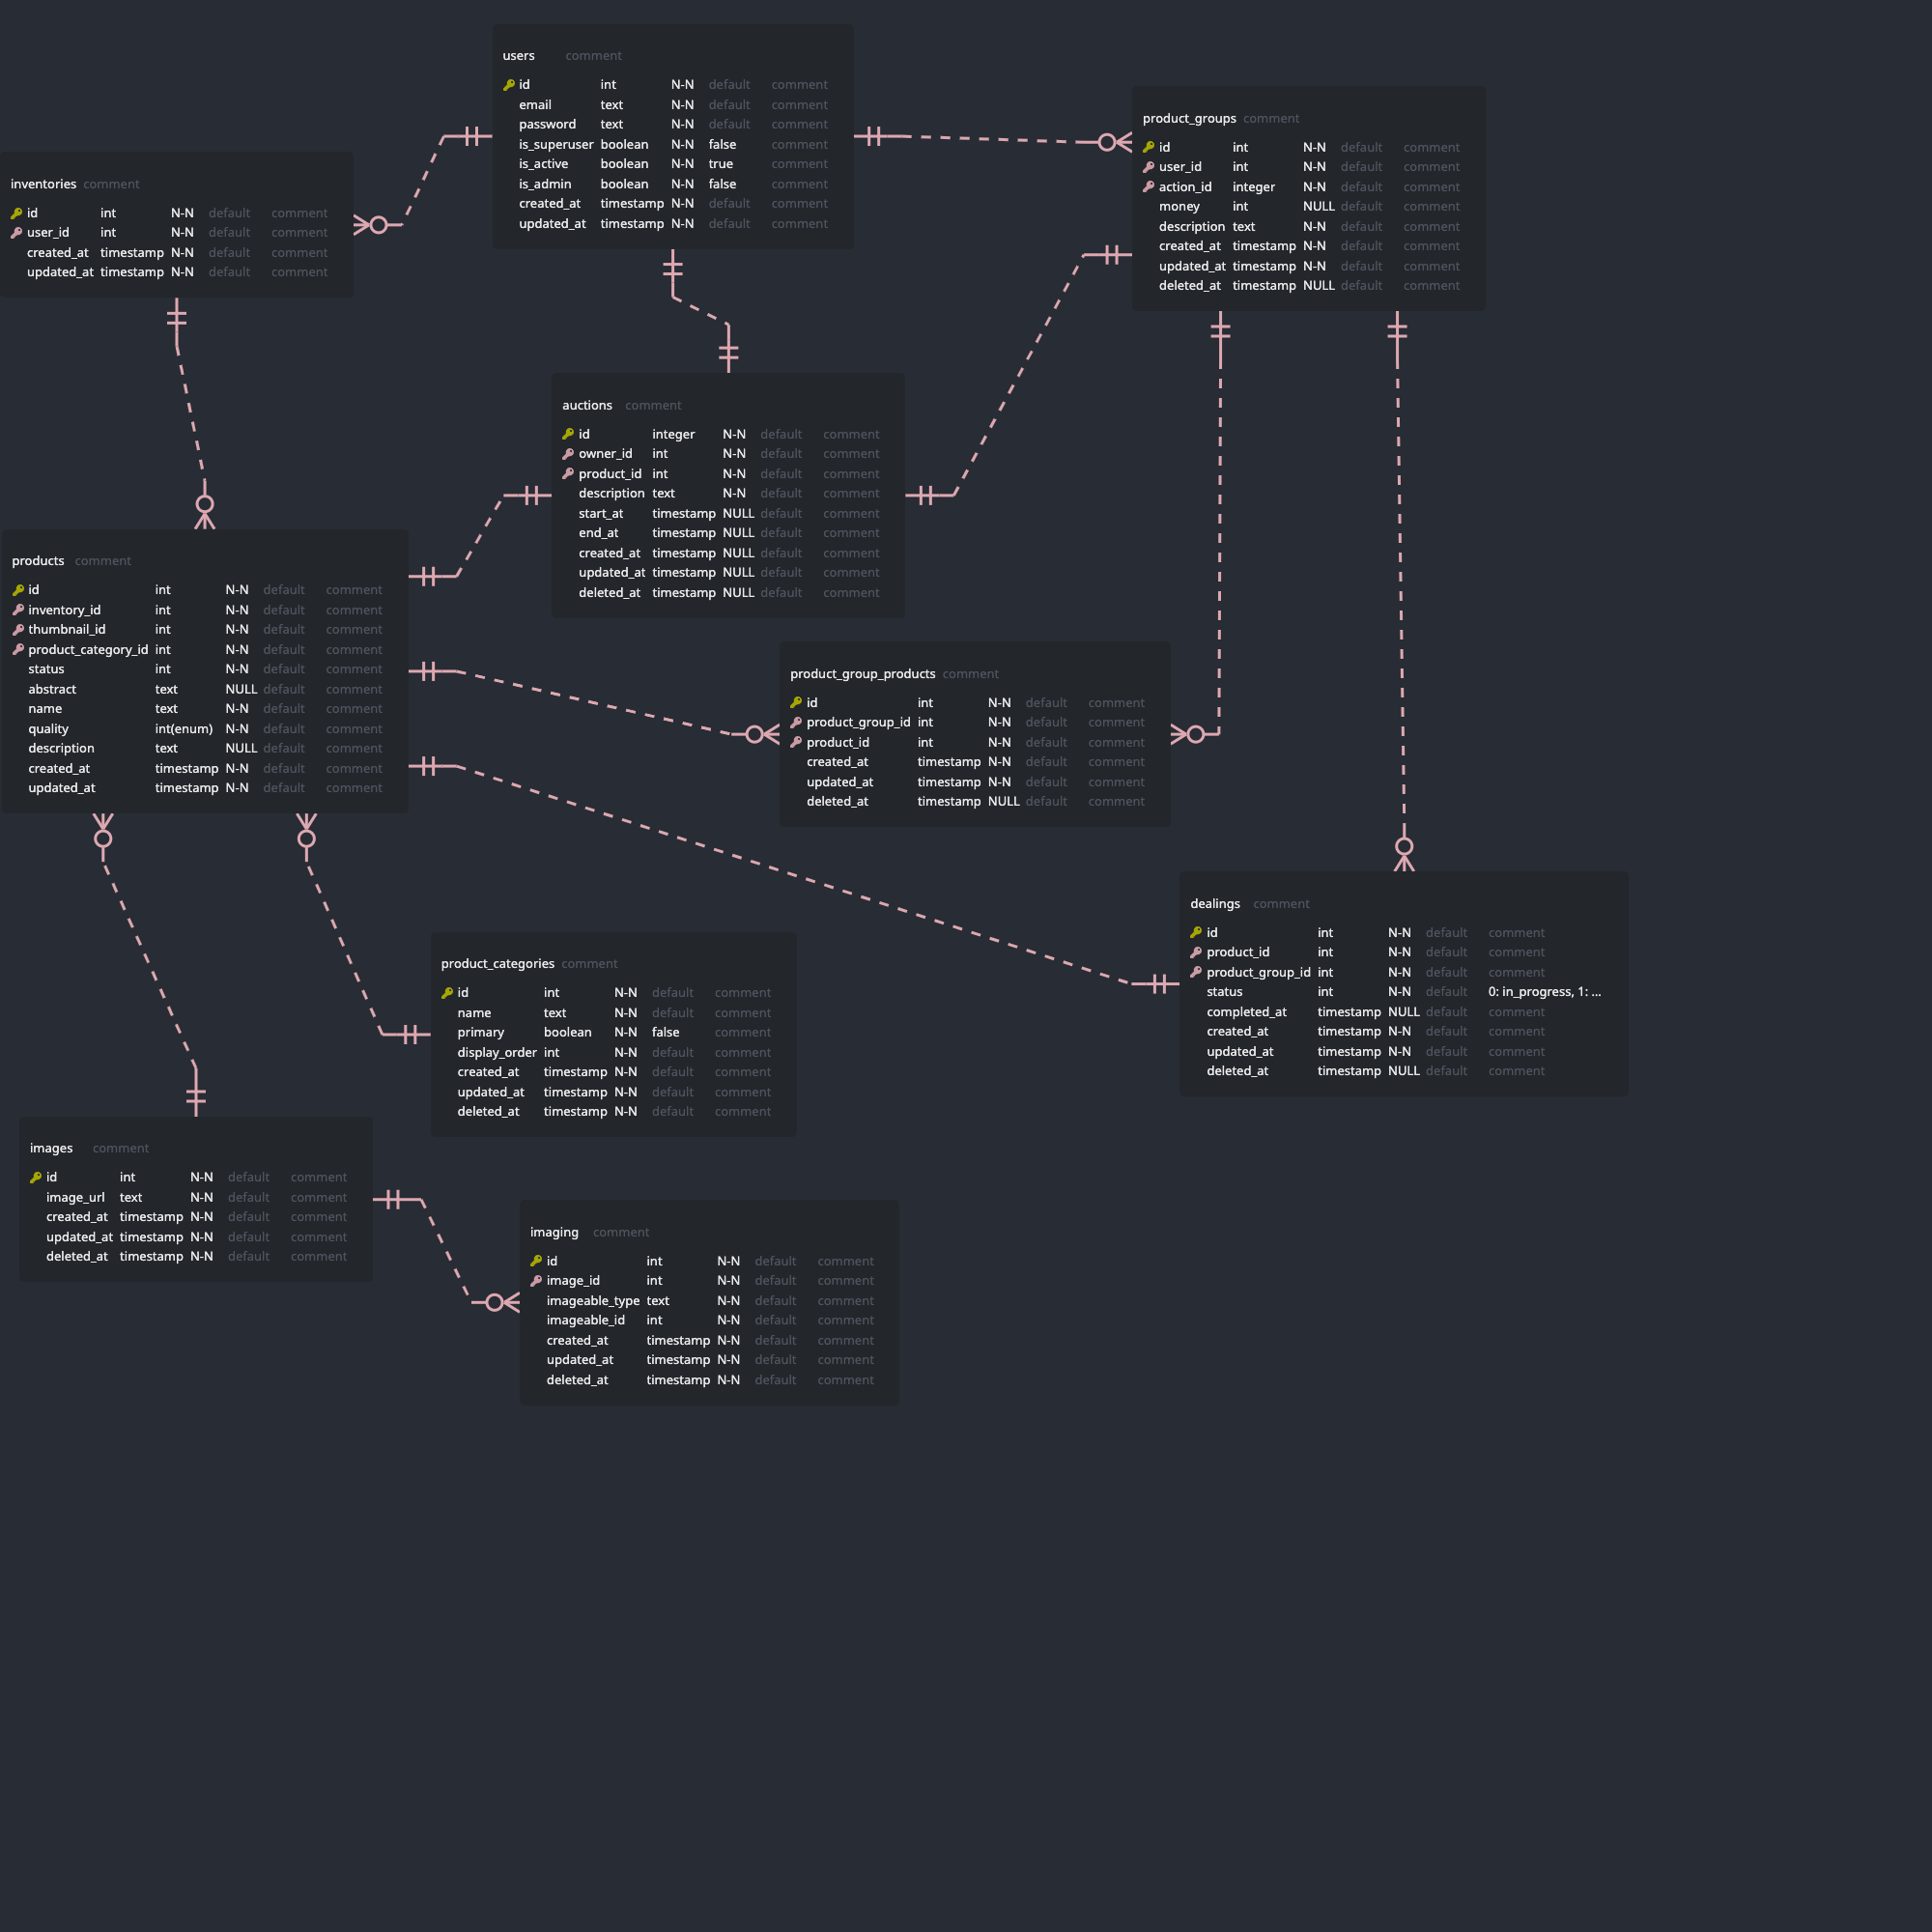 users comment
id int N-N default comment
email text N-N default comment
password text N-N default comment
is_superuser boolean N-N false comment
is_active boolean N-N true comment
is_admin boolean N-N false comment
created_at timestamp N-N default comment
updated_at timestamp N-N default comment
product_groups comment
id int N-N default comment
user_id int N-N default comment
action_id integer N-N default comment
money int NULL default comment
description text N-N default comment
created_at timestamp N-N default comment
updated_at timestamp N-N default comment
deleted_at timestamp NULL default comment
inventories comment
id int N-N default comment
user_id int N-N default comment
created_at timestamp N-N default comment
updated_at timestamp N-N default comment
auctions comment
id integer N-N default comment
owner_id int N-N default comment
product_id int N-N default comment
description text N-N default comment
start_at timestamp NULL default comment
end_at timestamp NULL default comment
created_at timestamp NULL default comment
updated_at timestamp NULL default comment
deleted_at timestamp NULL default comment
products comment
id int N-N default comment
inventory_id int N-N default comment
thumbnail_id int N-N default comment
product_category_id int N-N default comment
status int N-N default comment
abstract text NULL default comment
name text N-N default comment
quality int(enum) N-N default comment
description text NULL default comment
created_at timestamp N-N default comment
updated_at timestamp N-N default comment
product_group_products comment
id int N-N default comment
product_group_id int N-N default comment
product_id int N-N default comment
created_at timestamp N-N default comment
updated_at timestamp N-N default comment
deleted_at timestamp NULL default comment
dealings comment
id int N-N default comment
product_id int N-N default comment
product_group_id int N-N default comment
status int N-N default 0: in_progress, 1: ...
completed_at timestamp NULL default comment
created_at timestamp N-N default comment
updated_at timestamp N-N default comment
deleted_at timestamp NULL default comment
product_categories comment
id int N-N default comment
name text N-N default comment
primary boolean N-N false comment
display_order int N-N default comment
created_at timestamp N-N default comment
updated_at timestamp N-N default comment
deleted_at timestamp N-N default comment
images comment
id int N-N default comment
image_url text N-N default comment
created_at timestamp N-N default comment
updated_at timestamp N-N default comment
deleted_at timestamp N-N default comment
imaging comment
id int N-N default comment
image_id int N-N default comment
imageable_type text N-N default comment
imageable_id int N-N default comment
created_at timestamp N-N default comment
updated_at timestamp N-N default comment
deleted_at timestamp N-N default comment